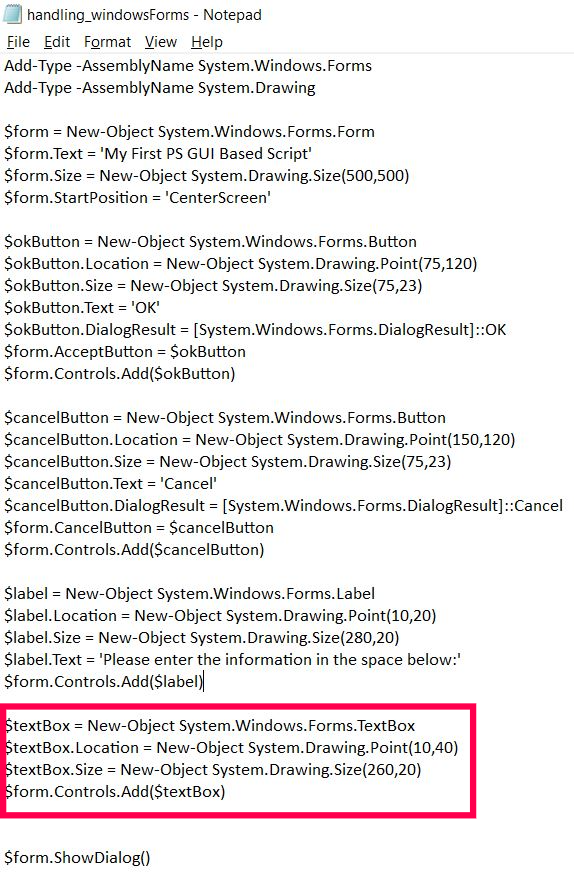 handling_windowsForms - Notepad
File Edit Format View Help
Add-Type -AssemblyName System.Windows.Forms
Add-Type -AssemblyName System.Drawing
$form = New-Object System.Windows.Forms.Form
$form.Text = 'My First PS GUI Based Script'
$form.Size = New-Object System.Drawing.Size(500,500)
$form.StartPosition = 'CenterScreen'
$okButton = New-Object System.Windows.Forms.Button
$okButton.Location = New-Object System.Drawing.Point(75,120)
$okButton.Size = New-Object System.Drawing.Size(75,23)
$okButton.Text = 'OK'
$okButton.DialogResult = [System.Windows.Forms.DialogResult]::OK
$form.AcceptButton = $okButton
$form.Controls.Add($okButton)
$cancelButton = New-Object System.Windows.Forms.Button
$cancelButton.Location = New-Object System.Drawing.Point(150,120)
$cancelButton.Size = New-Object System.Drawing.Size(75,23)
$cancelButton.Text = 'Cancel'
$cancelButton.DialogResult = [System.Windows.Forms.DialogResult]::Cancel
$form.CancelButton = $cancelButton
$form.Controls.Add($cancelButton)
$label = New-Object System.Windows.Forms.Label
$label.Location = New-Object System.Drawing.Point(10,20)
$label.Size = New-Object System.Drawing.Size(280,20)
$label.Text = 'Please enter the information in the space below:'
$form.Controls.Add($label)
$textBox = New-Object System.Windows.Forms.TextBox
$textBox.Location = New-Object System.Drawing.Point(10,40)
$textBox.Size = New-Object System.Drawing.Size(260,20)
$form.Controls.Add($textBox)
$form.ShowDialog()